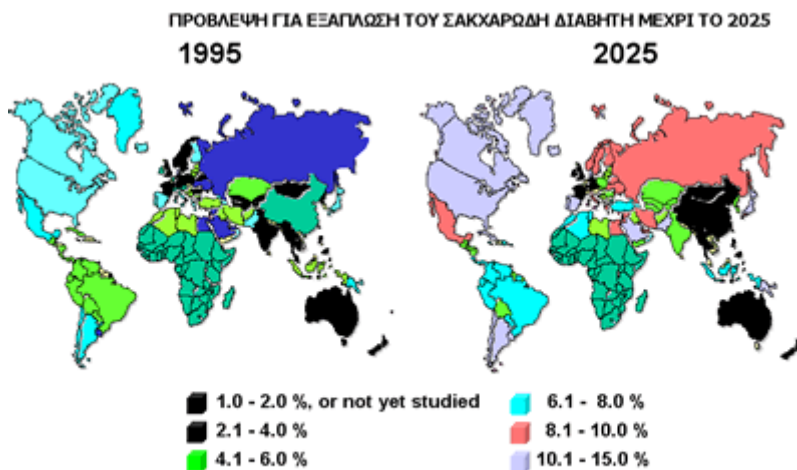 ΠΡΟΒΛΕΨΗ ΓΙΑ ΕΞΑΠΛΩΣΗ ΤΟΥ ΣΑΚΧΑΡΩΔΗ ΔΙΑΒΗΤΗ ΜΕΧΡΙ ΤΟ 2025
1995
2025
1.0 - 2.0 %, or not yet studied
2.1 - 4.0 %
4.1 - 6.0 %
6.1 - 8.0 %
8.1 - 10.0 %
10.1 - 15.0 %